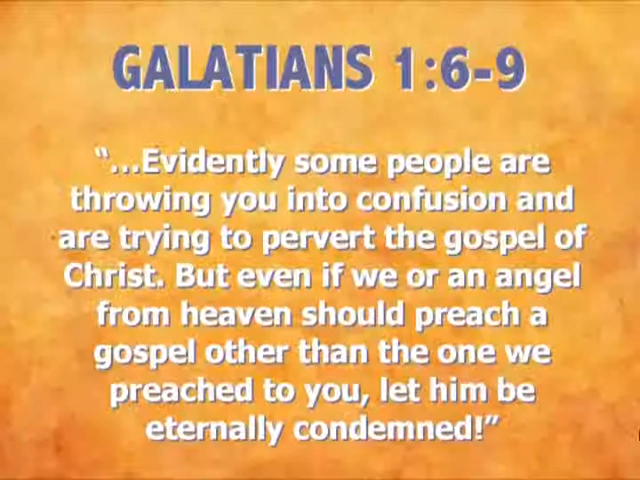 GALATIANS 1:6-9
“...Evidently some people are
throwing you into confusion and
are trying to pervert the gospel of
Christ. But even if we or an angel
from heaven should preach a
gospel other than the one we
preached to you, let him be
eternally condemned!”